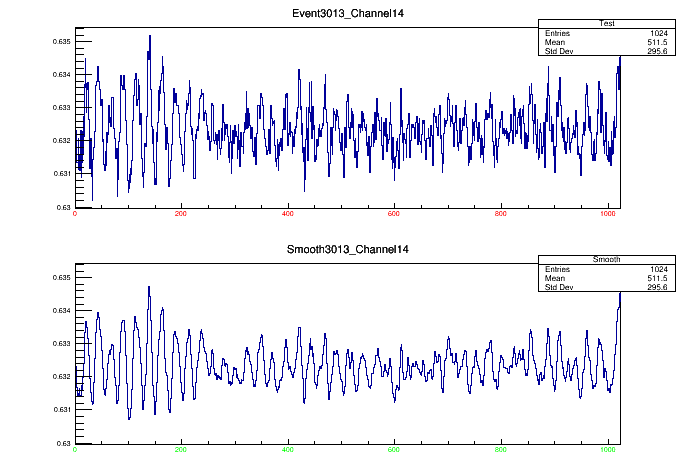 Event3013_Channel14
Test
Entries 1024
Mean 511.5
Std Dev 295.6
0.635
0.634
0.633
0.632
0.631
0.63
0 200 400 600 800 1000
Smooth3013_Channel14
Smooth
Entries 1024
Mean 511.5
Std Dev 295.6
0.635
0.634
0.633
0.632
0.631
0.63
0 200 400 600 800 1000